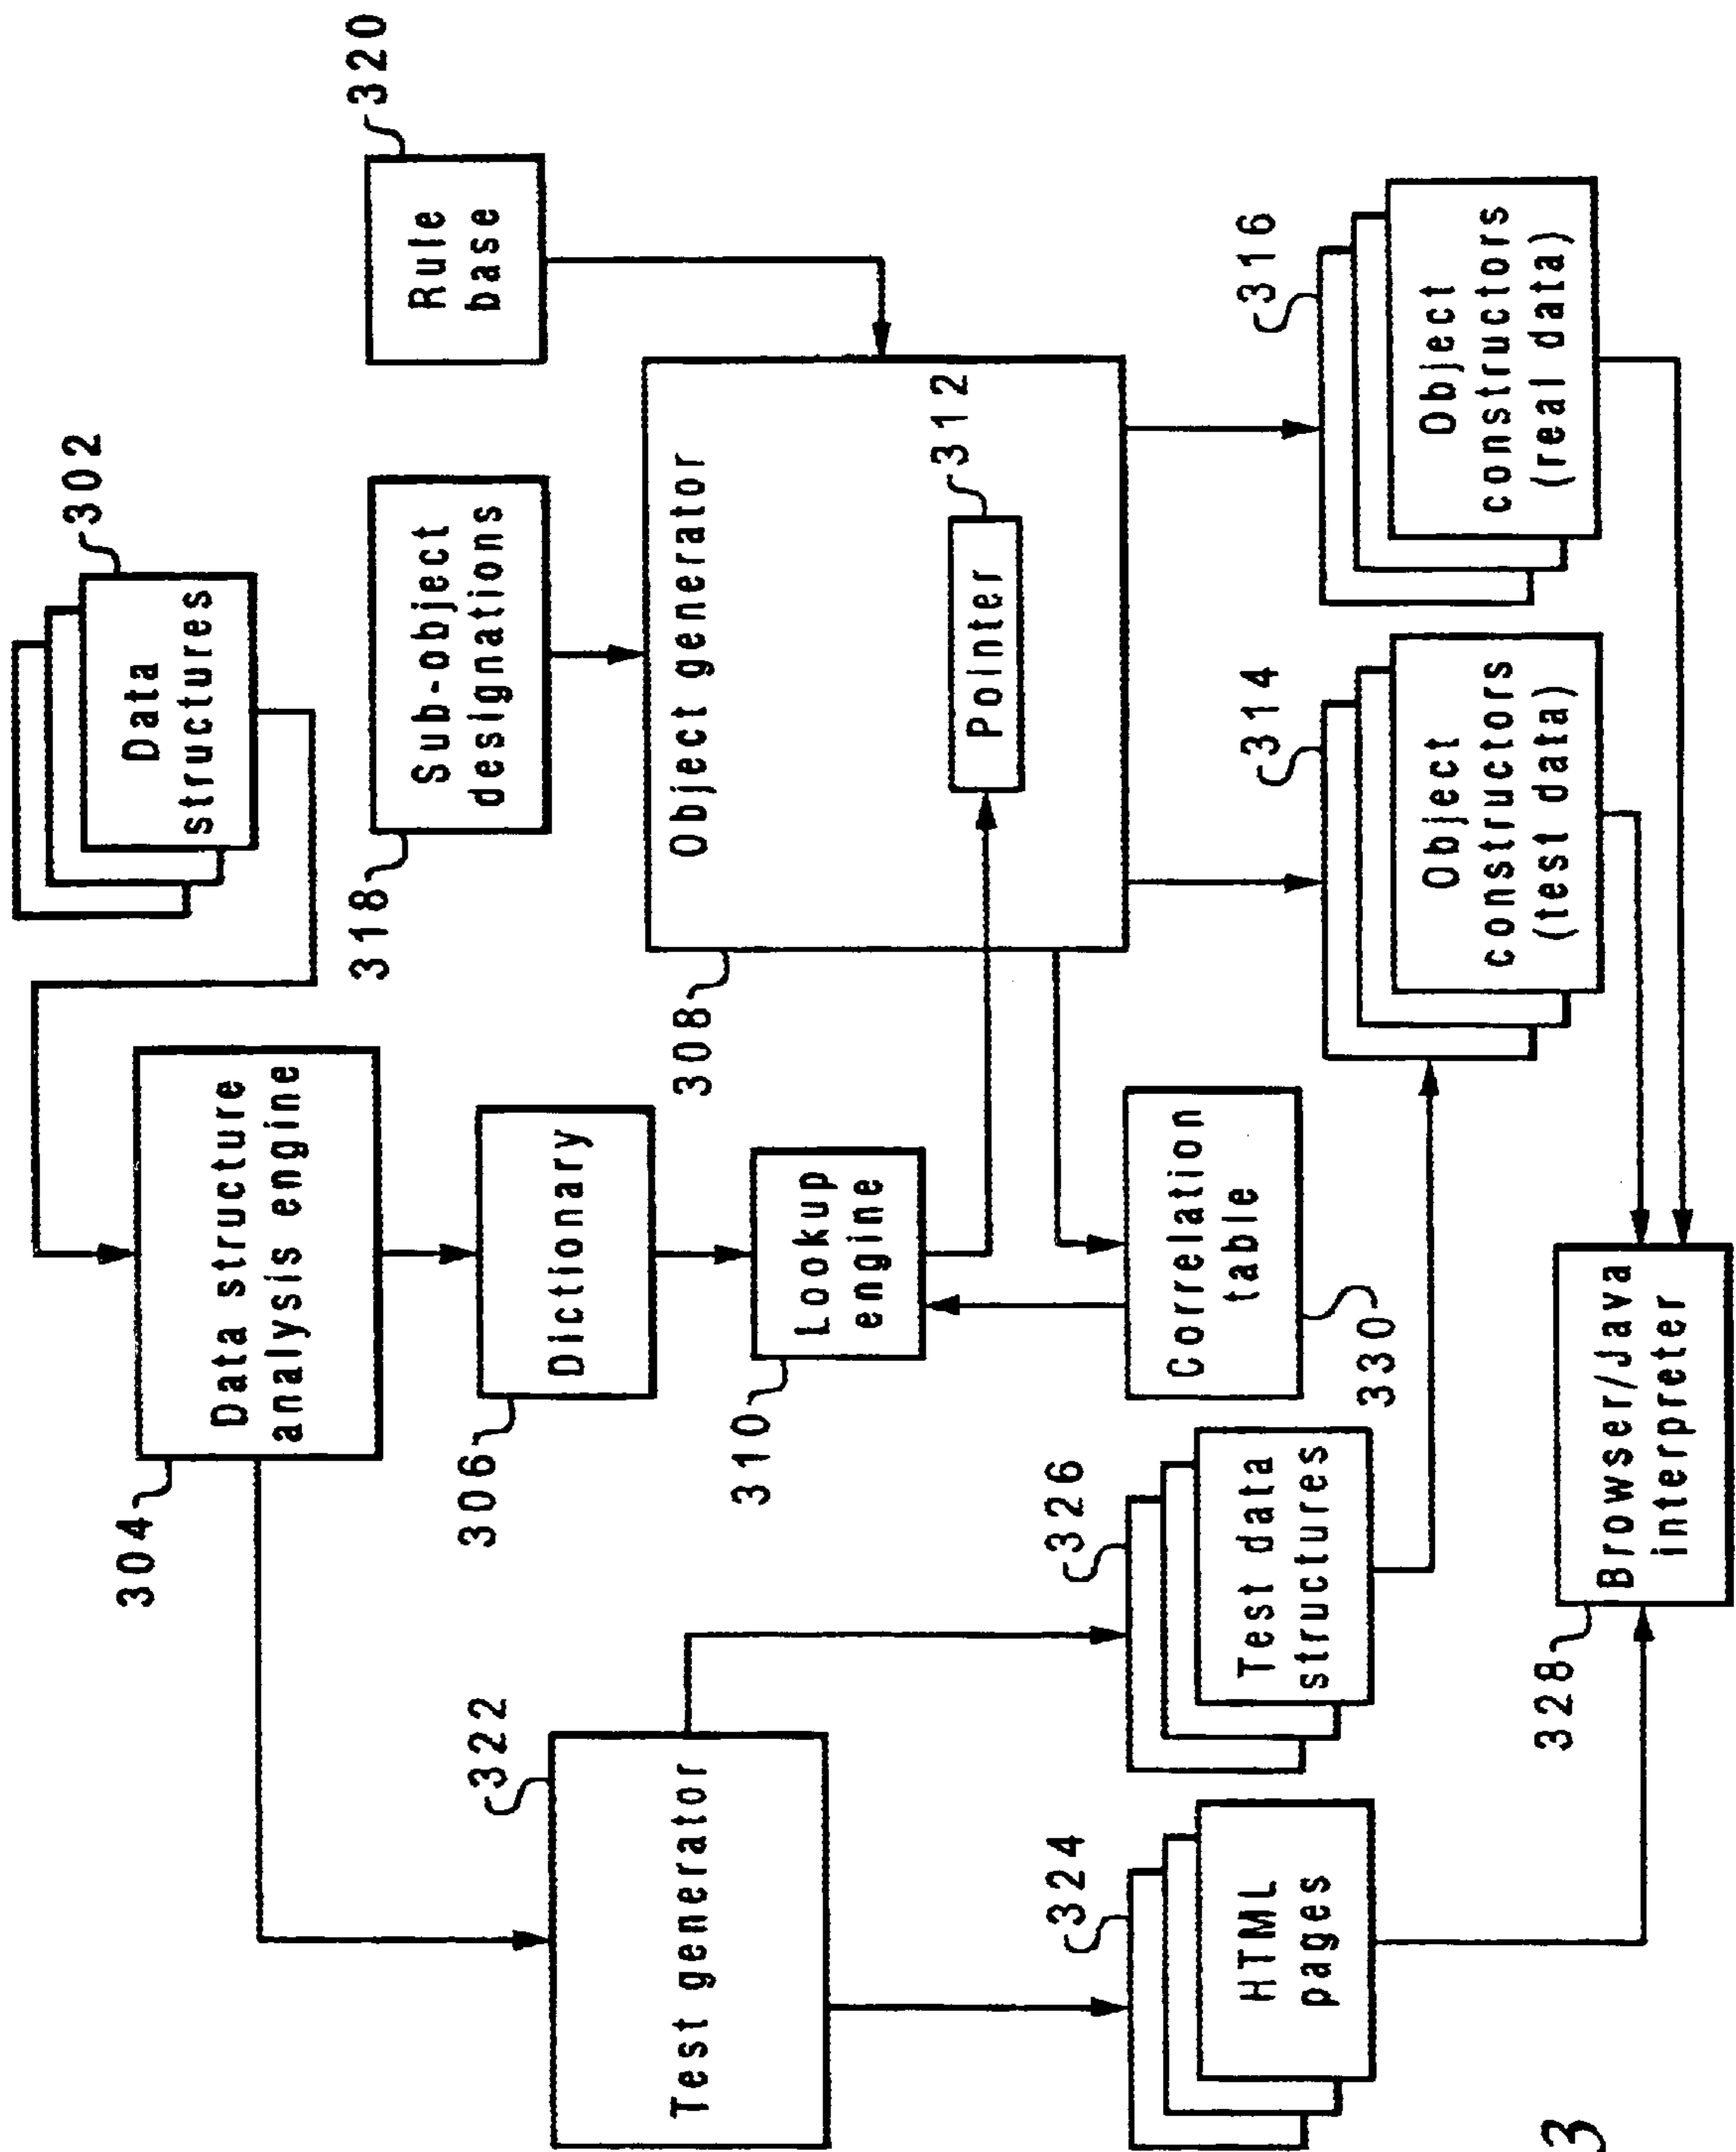 302
Data
structures
304
Data structure
analysis engine
320
Rule
base
318
Sub-object
designations
306
Dictionary
322
Test generator
310
Lookup
engine
308
Object generator
312
Pointer
324
HTML
pages
326
Test data
structures
330
Correlation
table
314
Object
constructors
(test data)
316
Object
constructors
(real data)
328
Browser/Java
interpreter
3